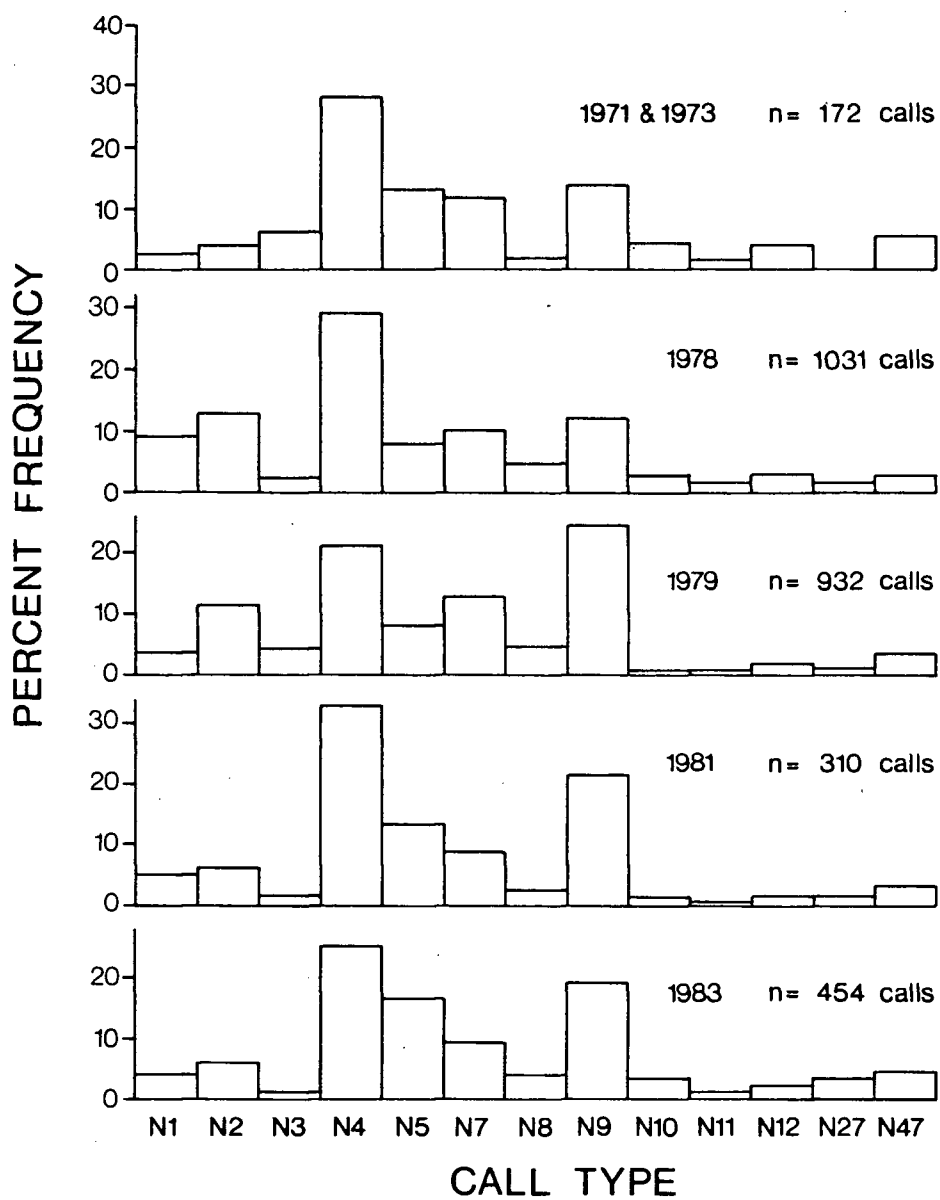 PERCENT FREQUENCY
40
30
20
10
0
1971 & 1973 n= 172 calls
30
20
10
0
1978 n= 1031 calls
20
10
0
1979 n= 932 calls
30
20
10
0
1981 n= 310 calls
20
10
0
1983 n= 454 calls
N1 N2 N3 N4 N5 N7 N8 N9 N10 N11 N12 N27 N47
CALL TYPE